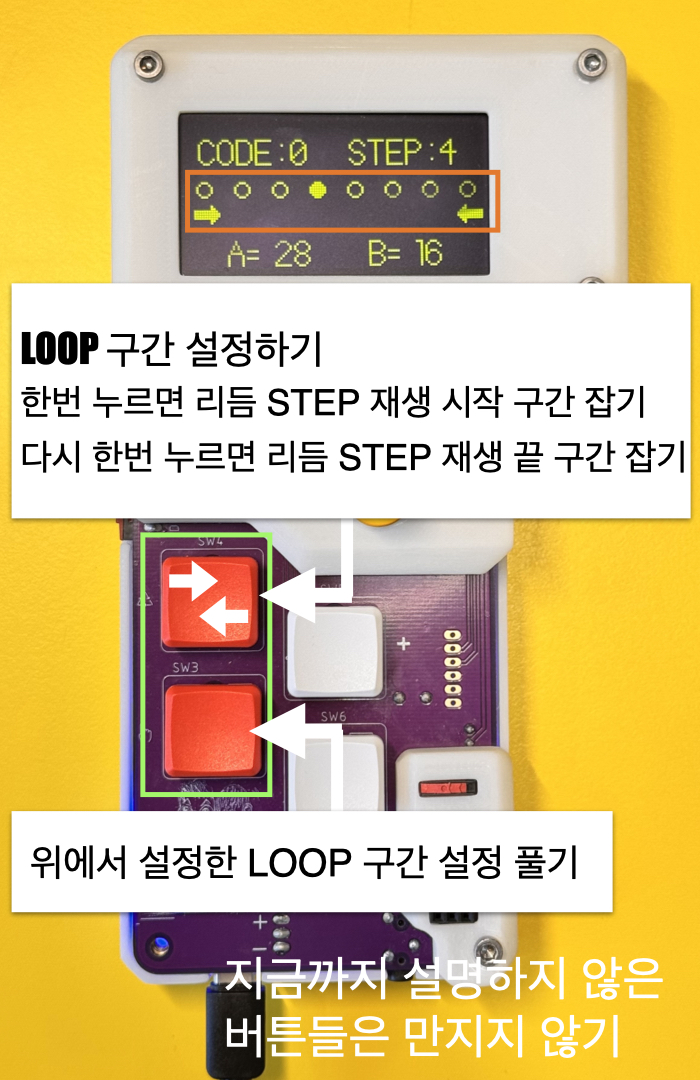 CODE:0 STEP:4
A= 28 B= 16
LOOP 구간 설정하기
한번 누르면 리듬 STEP 재생 시작 구간 잡기
다시 한번 누르면 리듬 STEP 재생 끝 구간 잡기
SW4
+
SW3
SW6
위에서 설정한 LOOP 구간 설정 풀기
+
−
지금까지 설명하지 않은
버튼들은 만지지 않기